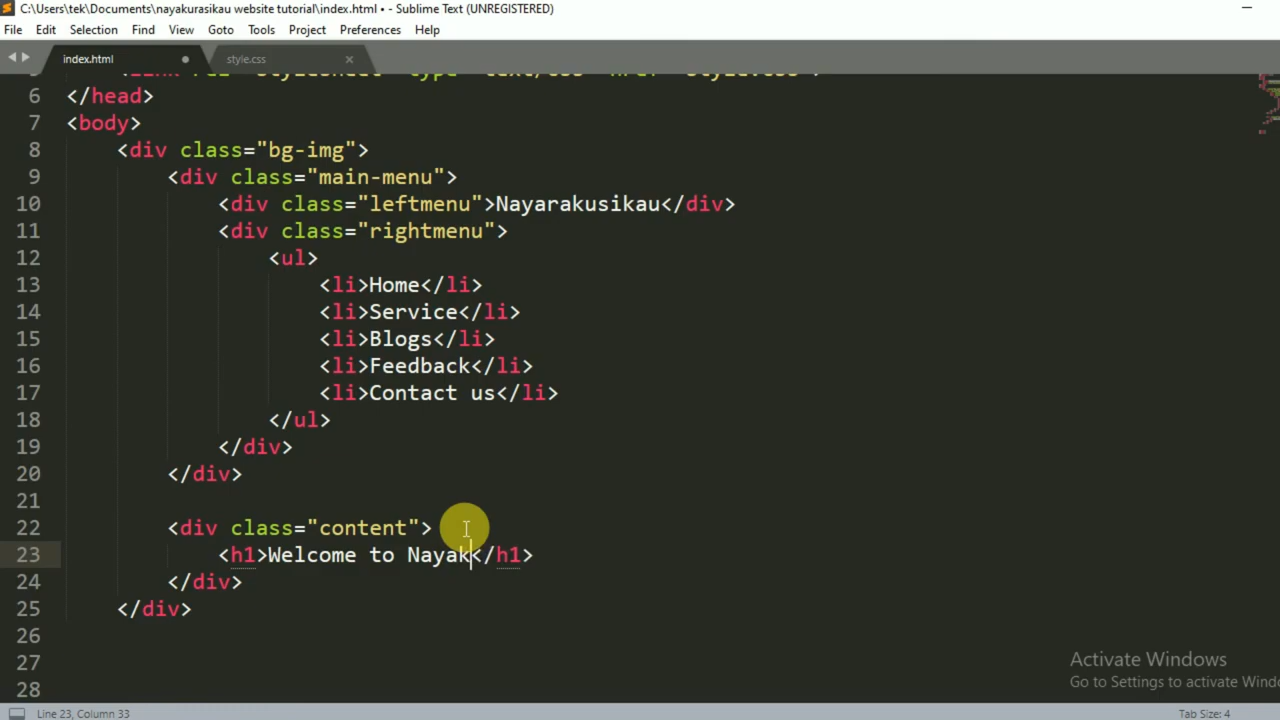 C:\Users\tek\Documents\nayakurasikau website tutorial\index.html • - Sublime Text (UNREGISTERED)
File Edit Selection Find View Goto Tools Project Preferences Help
index.html style.css
6 </head>
7 <body>
8 <div class="bg-img">
9 <div class="main-menu">
10 <div class="leftmenu">Nayarakusikau</div>
11 <div class="rightmenu">
12 <ul>
13 <li>Home</li>
14 <li>Service</li>
15 <li>Blogs</li>
16 <li>Feedback</li>
17 <li>Contact us</li>
18 </ul>
19 </div>
20 </div>
21
22 <div class="content">
23 <h1>Welcome to Nayak</h1>
24 </div>
25 </div>
26
27
28
Activate Windows
Go to Settings to activate Wind
Line 23, Column 33 Tab Size: 4